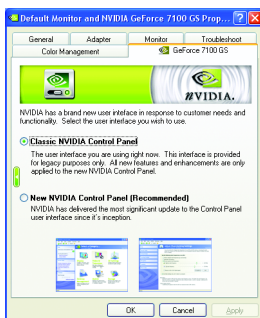 Default Monitor and NVIDIA GeForce 7100 GS Prop...
General Adapter Monitor Troubleshoot
Color Management GeForce 7100 GS
NVIDIA.
NVIDIA has a brand new user inteface in response to customer needs and
functionality. Select the user interface you wish to use.
Classic NVIDIA Control Panel
The user interface you are using right now. This interface is provided
for legacy purposes only. All new features and enhancements are only
applied to the new NVIDIA Control Panel.
New NVIDIA Control Panel (Recommended)
NVIDIA has delivered the most significant update to the Control Panel
user interface since it's inception.
OK Cancel Apply